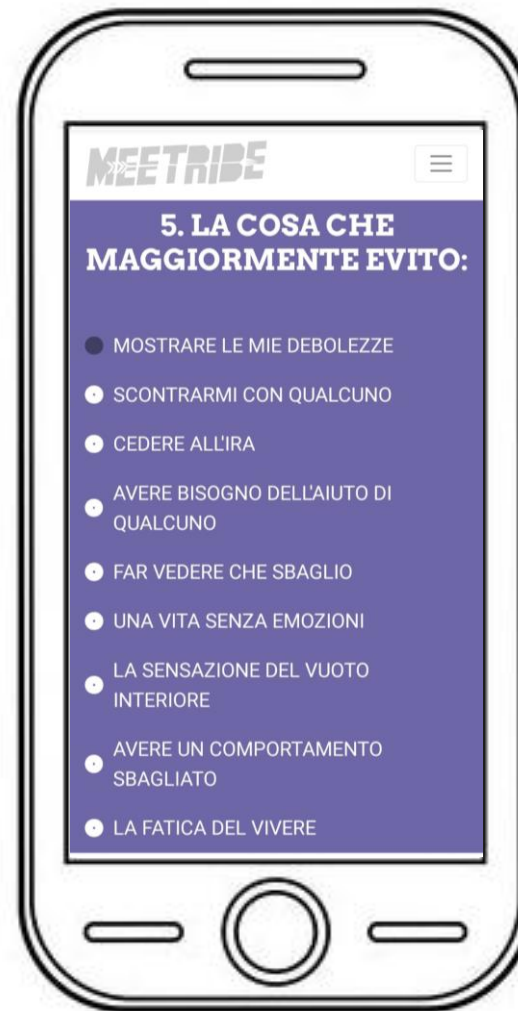 MEETRIBE
5. LA COSA CHE
MAGGIORMENTE EVITO:
MOSTRARE LE MIE DEBOLEZZE
SCONTRARMI CON QUALCUNO
CEDERE ALL'IRA
AVERE BISOGNO DELL'AIUTO DI
QUALCUNO
FAR VEDERE CHE SBAGLIO
UNA VITA SENZA EMOZIONI
LA SENSAZIONE DEL VUOTO
INTERIORE
AVERE UN COMPORTAMENTO
SBAGLIATO
LA FATICA DEL VIVERE